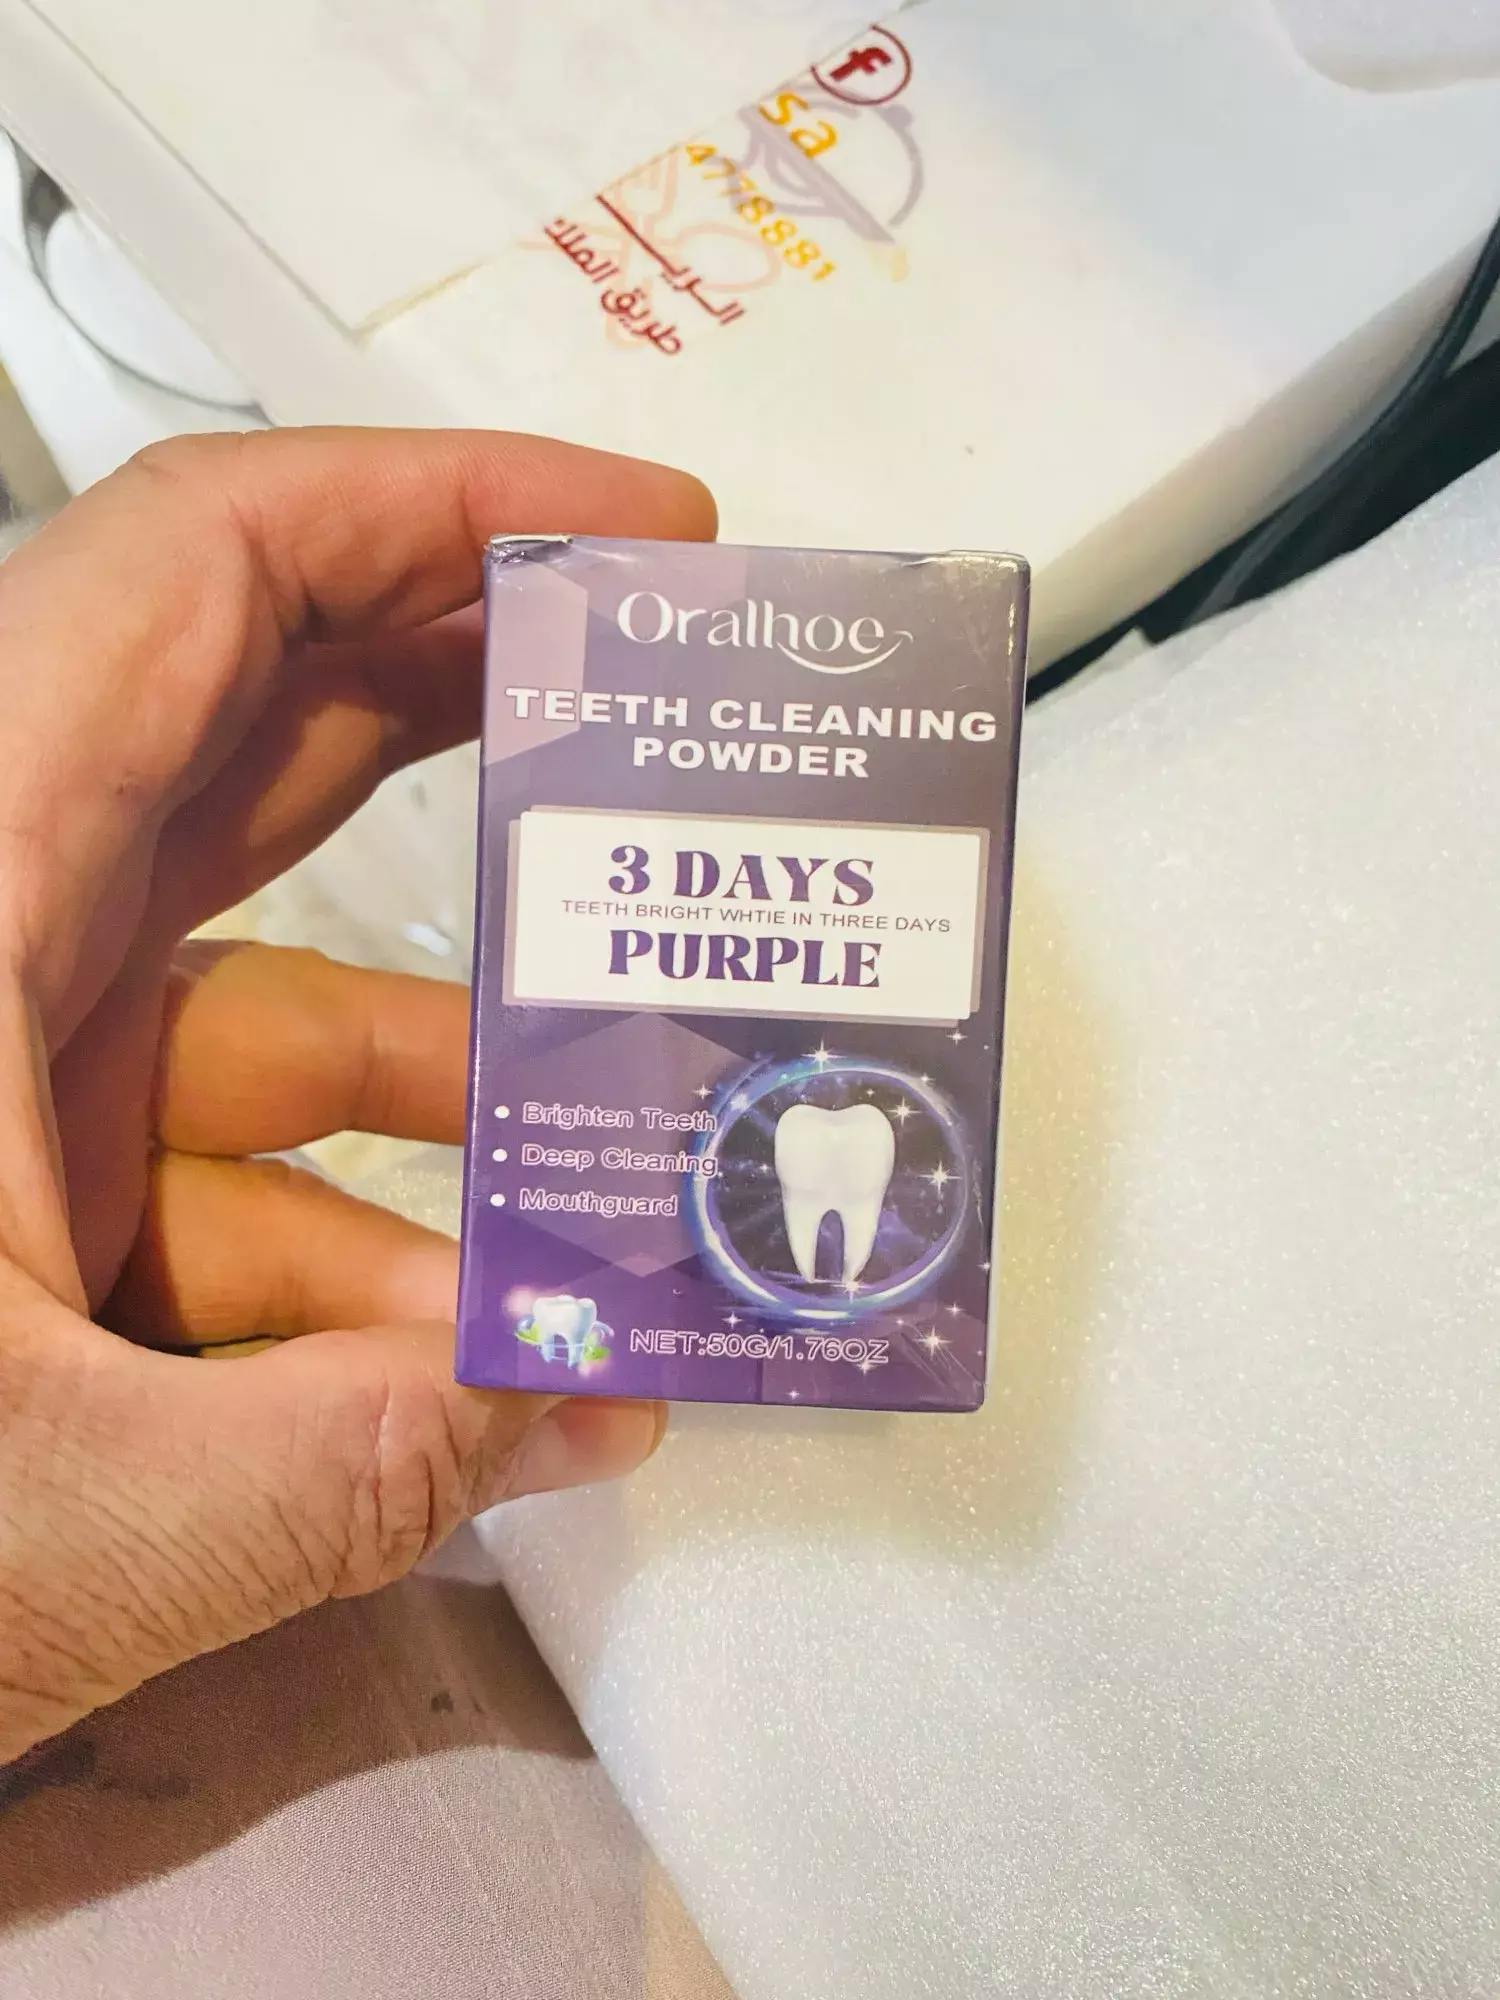 sa
4778881
طريق الملك
Oralhoe
TEETH CLEANING
POWDER
3 DAYS
TEETH BRIGHT WHTIE IN THREE DAYS
PURPLE
Brighten Teeth
Deep Cleaning
Mouthguard
NET:50G/1.76OZ